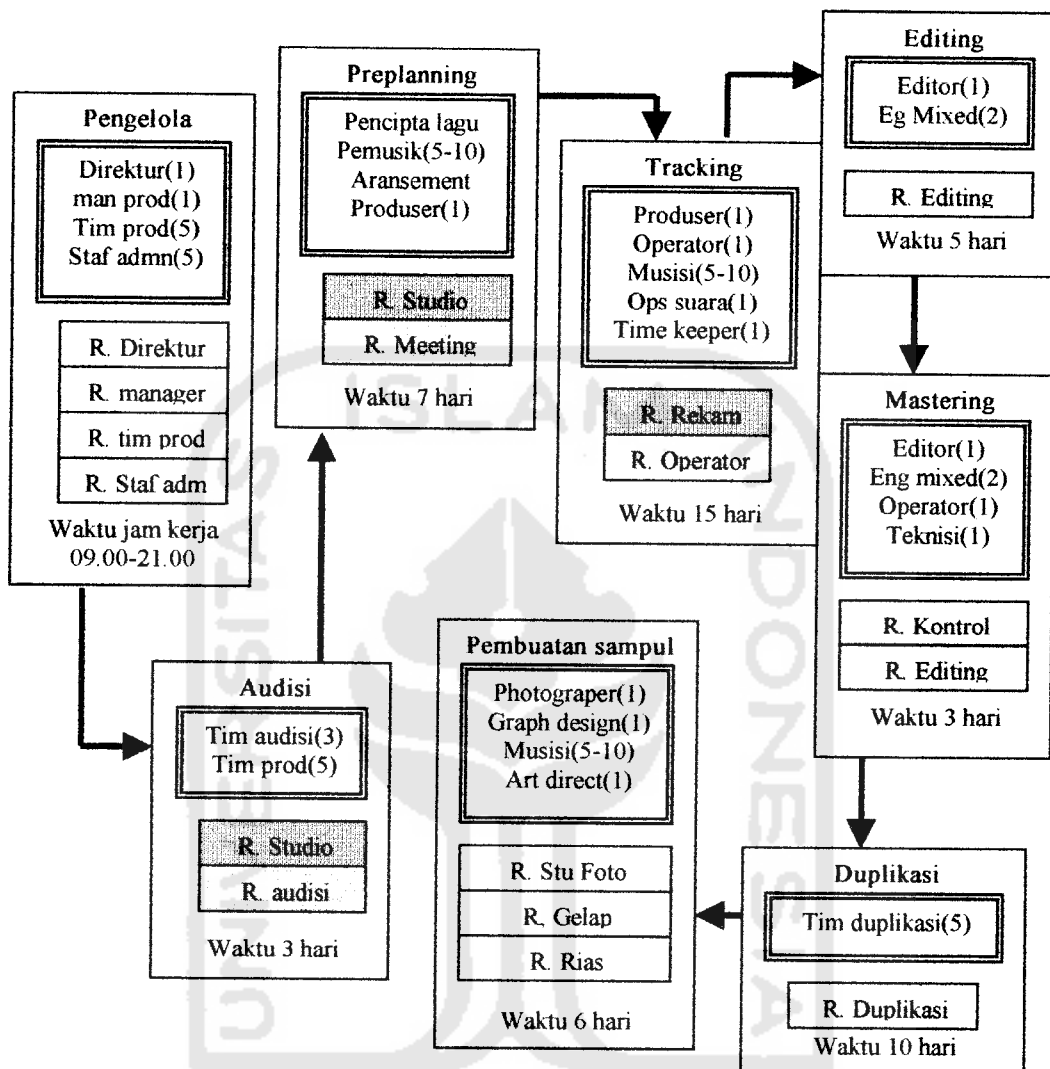 Pengelola
Direktur(1)
man prod(1)
Tim prod(5)
Staf admn(5)
R. Direktur
R. manager
R. tim prod
R. Staf adm
Waktu jam kerja
09.00-21.00
Audisi
Tim audisi(3)
Tim prod(5)
R. Studio
R. audisi
Waktu 3 hari
Preplanning
Pencipta lagu
Pemusik(5-10)
Aransement
Produser(1)
R. Studio
R. Meeting
Waktu 7 hari
Tracking
Produser(1)
Operator(1)
Musisi(5-10)
Ops suara(1)
Time keeper(1)
R. Rekam
R. Operator
Waktu 15 hari
Editing
Editor(1)
Eg Mixed(2)
R. Editing
Waktu 5 hari
Mastering
Editor(1)
Eng mixed(2)
Operator(1)
Teknisi(1)
R. Kontrol
R. Editing
Waktu 3 hari
Duplikasi
Tim duplikasi(5)
R. Duplikasi
Waktu 10 hari
Pembuatan sampul
Photograper(1)
Graph design(1)
Musisi(5-10)
Art direct(1)
R. Stu Foto
R. Gelap
R. Rias
Waktu 6 hari
UNIVERSITAS
ISLAM
INDONESIA